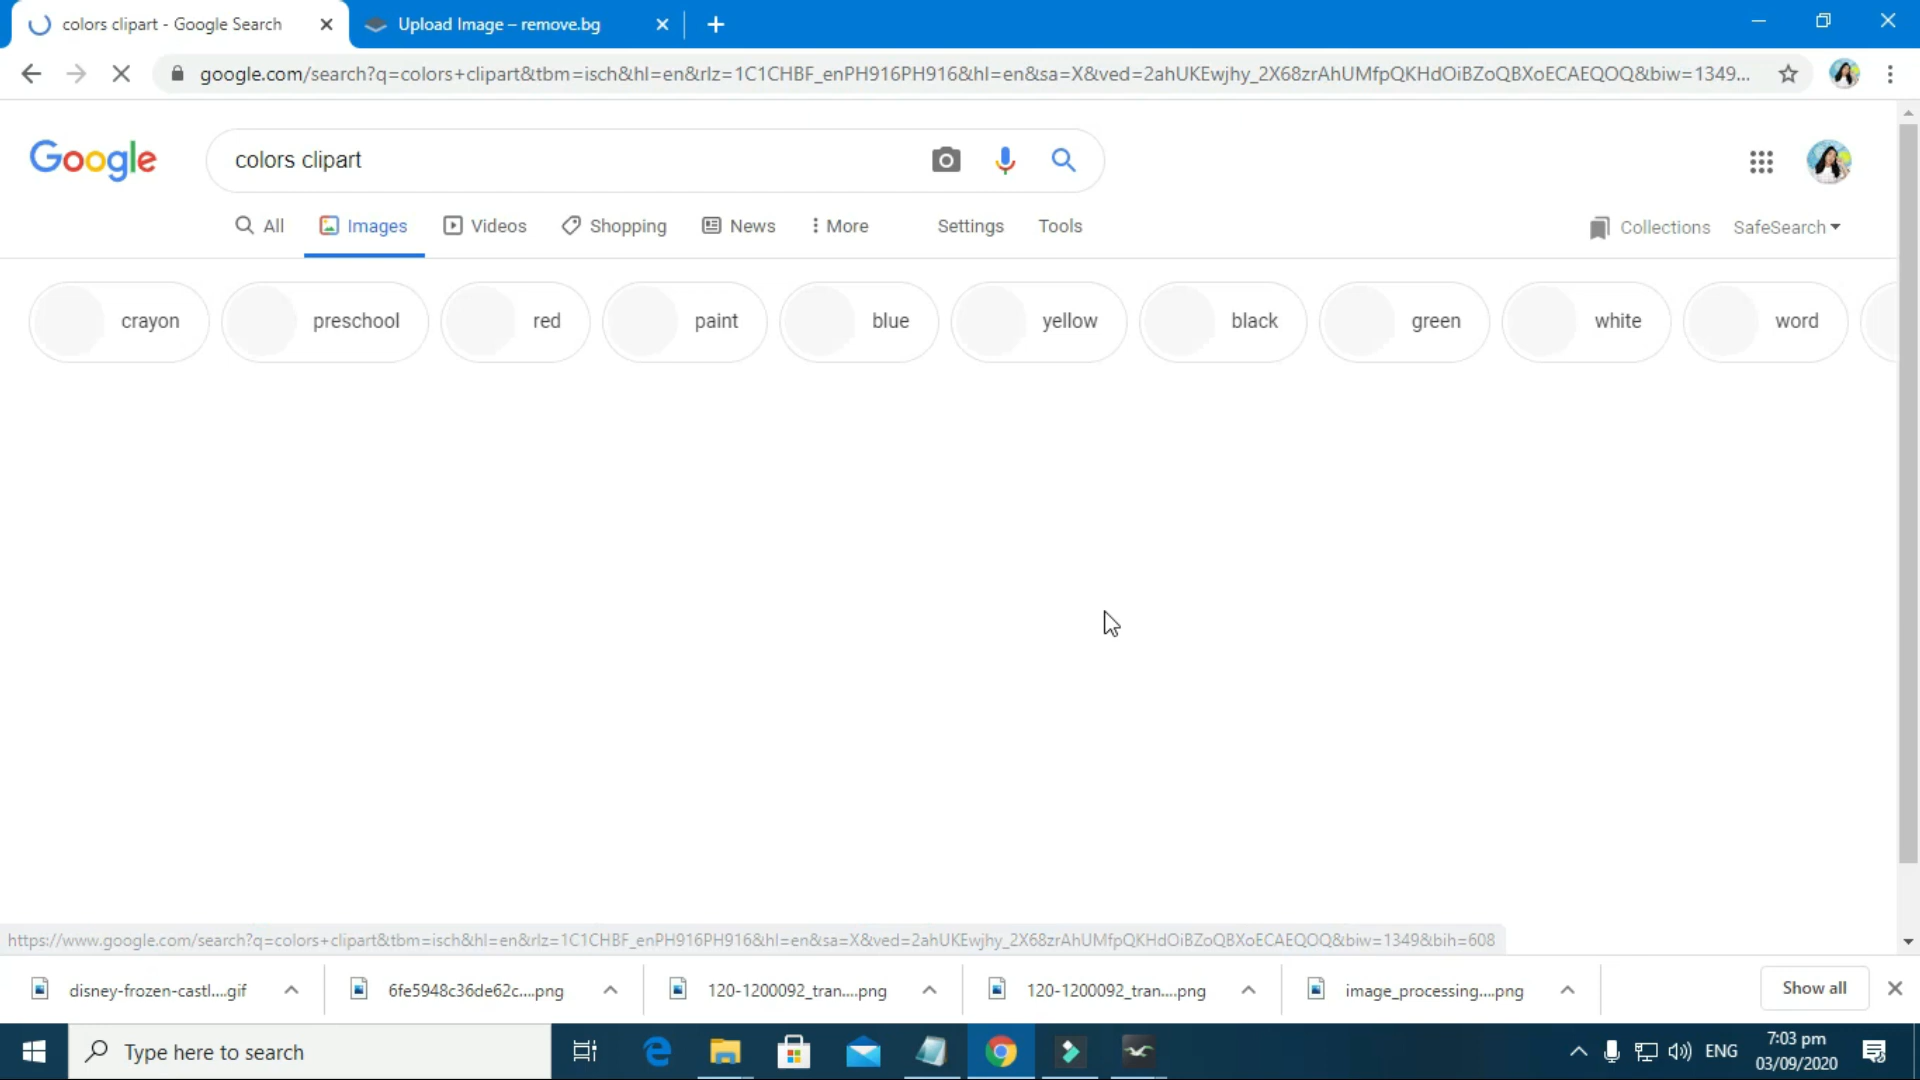 colors clipart - Google Search
Upload Image – remove.bg
google.com/search?q=colors+clipart&tbm=isch&hl=en&rlz=1C1CHBF_enPH916PH916&hl=en&sa=X&ved=2ahUKEwjhy_2X68zrAhUMfpQKHdOiBZoQBXoECAEQOQ&biw=1349...
Google
colors clipart
All
Images
Videos
Shopping
News
More
Settings
Tools
Collections
SafeSearch
crayon
preschool
red
paint
blue
yellow
black
green
white
word
https://www.google.com/search?q=colors+clipart&tbm=isch&hl=en&rlz=1C1CHBF_enPH916PH916&hl=en&sa=X&ved=2ahUKEwjhy_2X68zrAhUMfpQKHdOiBZoQBXoECAEQOQ&biw=1349&bih=608
disney-frozen-castl....gif
6fe5948c36de62c....png
120-1200092_tran....png
120-1200092_tran....png
image_processing....png
Show all
Type here to search
ENG
7:03 pm
03/09/2020